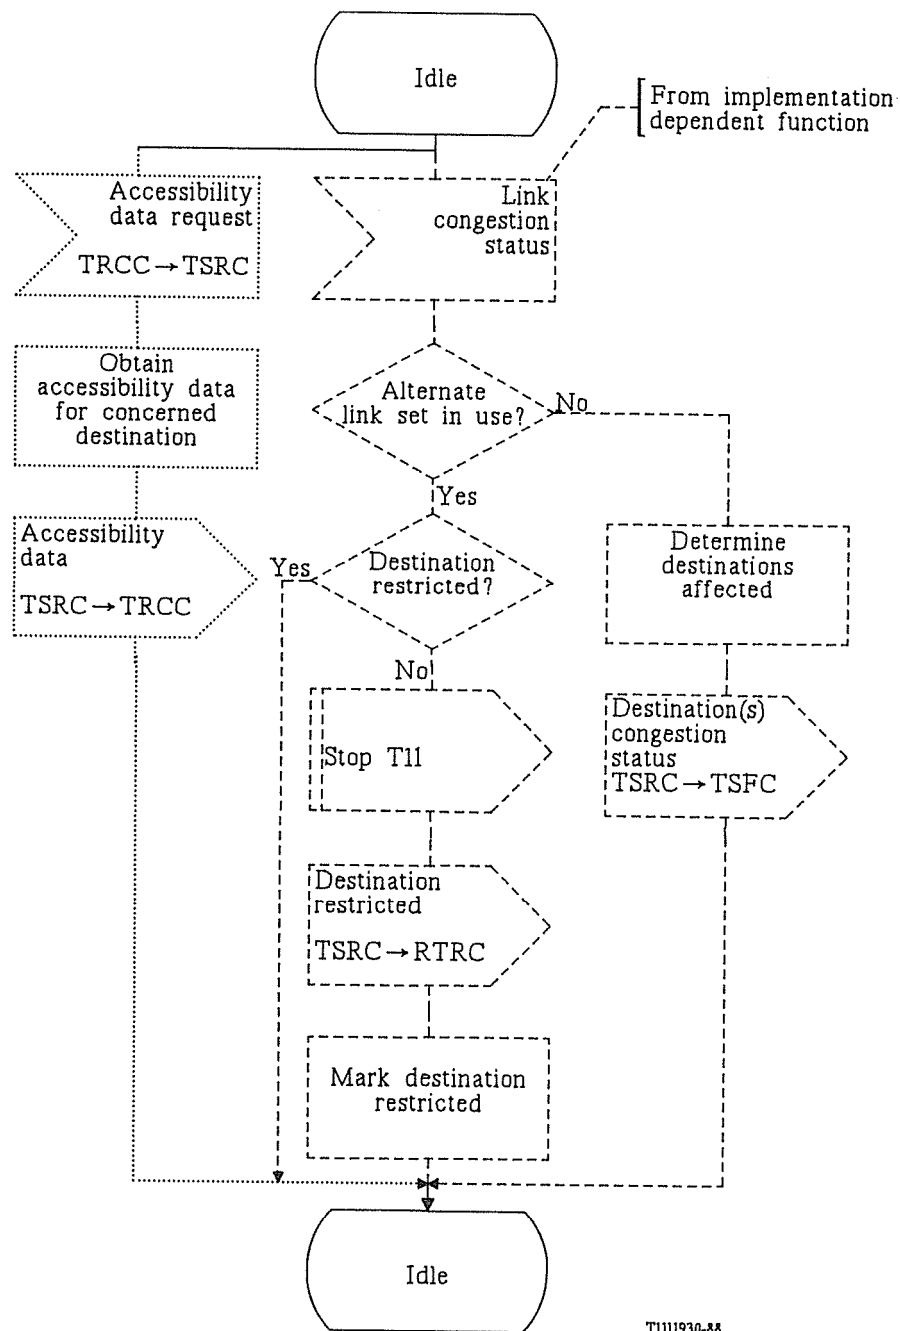 Idle
From implementation-
dependent function
Accessibility
data request
TRCC→TSRC
Link
congestion
status
Obtain
accessibility data
for concerned
destination
Alternate
link set in use?
No
Yes
Accessibility
data
TSRC→TRCC
Yes
Destination
restricted?
Determine
destinations
affected
No
Stop T11
Destination(s)
congestion
status
TSRC→TSFC
Destination
restricted
TSRC→RTRC
Mark destination
restricted
Idle
T1111930-88